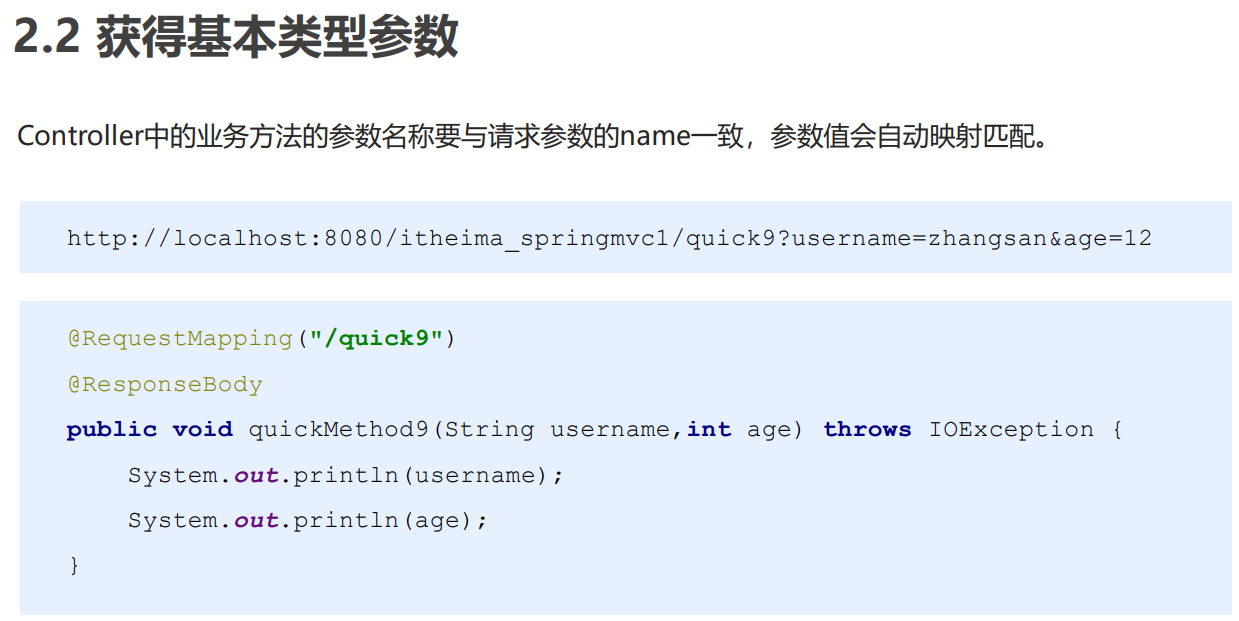 2.2 获得基本类型参数
Controller中的业务方法的参数名称要与请求参数的name一致，参数值会自动映射匹配。
http://localhost:8080/itheima_springmvc1/quick9?username=zhangsan&age=12
@RequestMapping("/quick9")
@ResponseBody
public void quickMethod9(String username,int age) throws IOException {
    System.out.println(username);
    System.out.println(age);
}